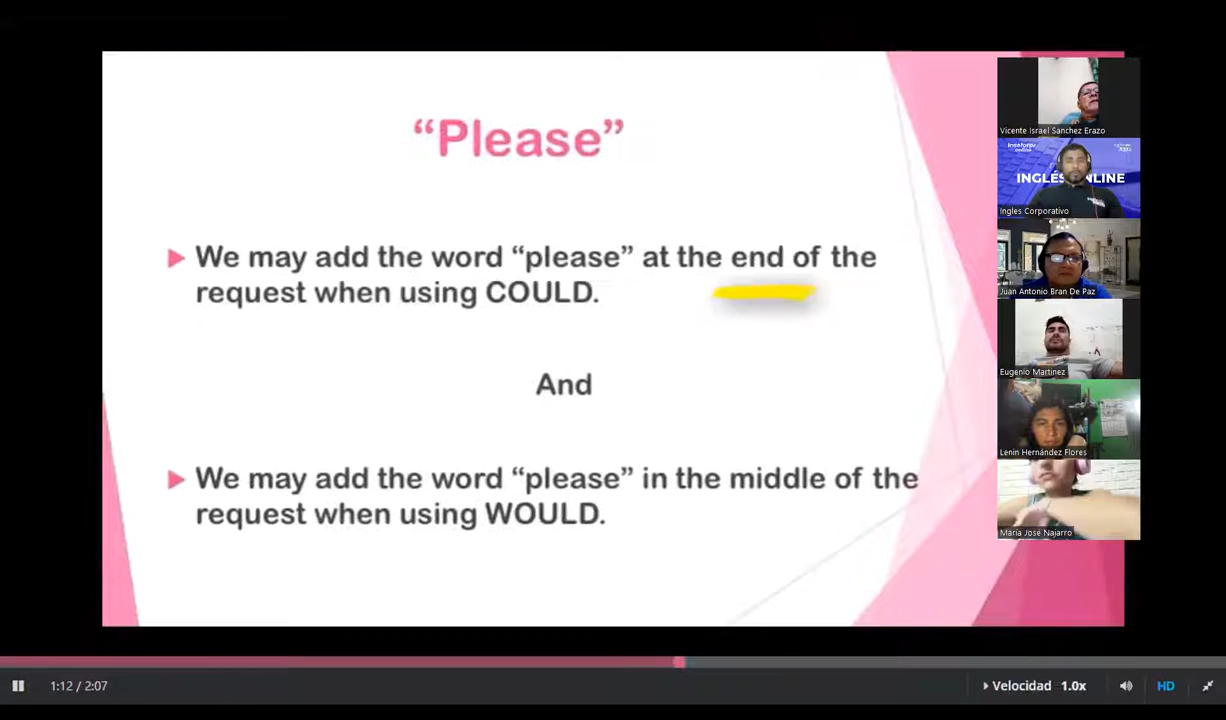 “Please”
We may add the word “please” at the end of the
request when using COULD.
And
We may add the word “please” in the middle of the
request when using WOULD.
Vicente Israel Sanchez Erazo
INGLÉS ONLINE
Ingles Corporativo
Juan Antonio Bran De Paz
Eugenio Martinez
Lenin Hernández Flores
María José Najarro
1:12 / 2:07
Velocidad 1.0x
HD